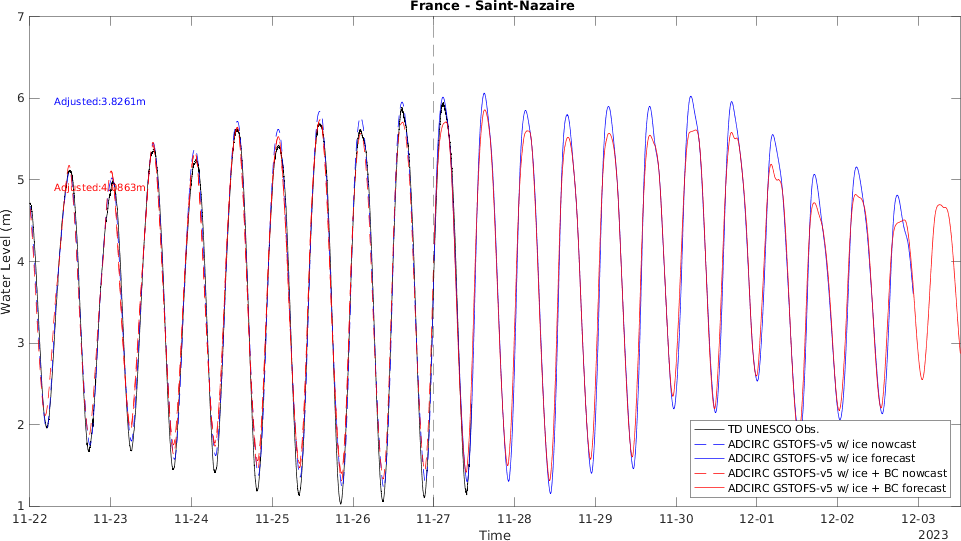 France - Saint-Nazaire
Water Level (m)
7
6
5
4
3
2
1
Adjusted:3.8261m
Adjusted:4.0863m
TD UNESCO Obs.
ADCIRC GSTOFS-v5 w/ ice nowcast
ADCIRC GSTOFS-v5 w/ ice forecast
ADCIRC GSTOFS-v5 w/ ice + BC nowcast
ADCIRC GSTOFS-v5 w/ ice + BC forecast
11-22 11-23 11-24 11-25 11-26 11-27 11-28 11-29 11-30 12-01 12-02 12-03
Time
2023